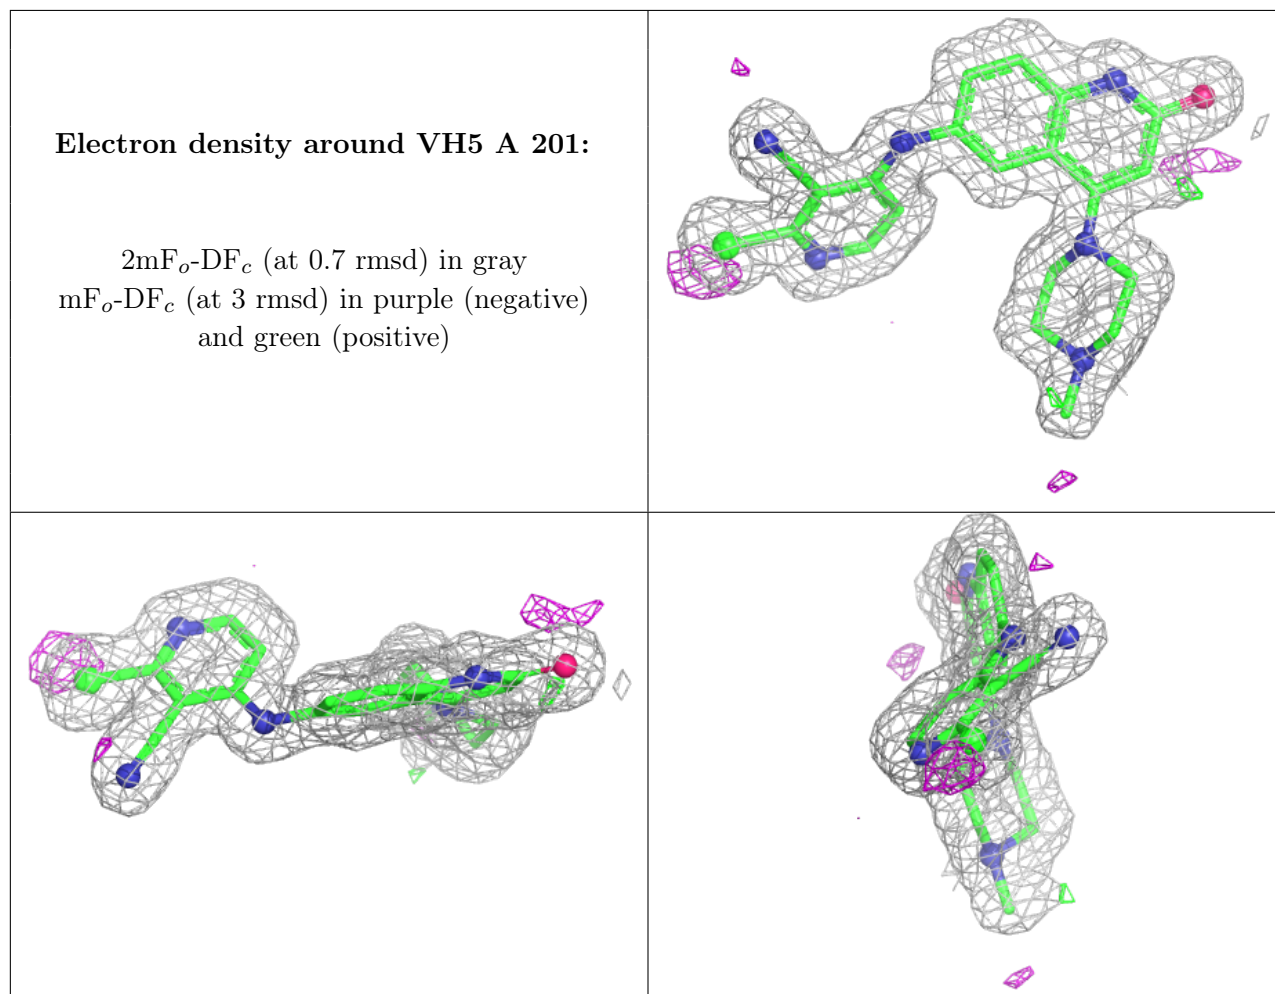 Electron density around VH5 A 201:
2mFo-DFc (at 0.7 rmsd) in gray
mFo-DFc (at 3 rmsd) in purple (negative)
and green (positive)